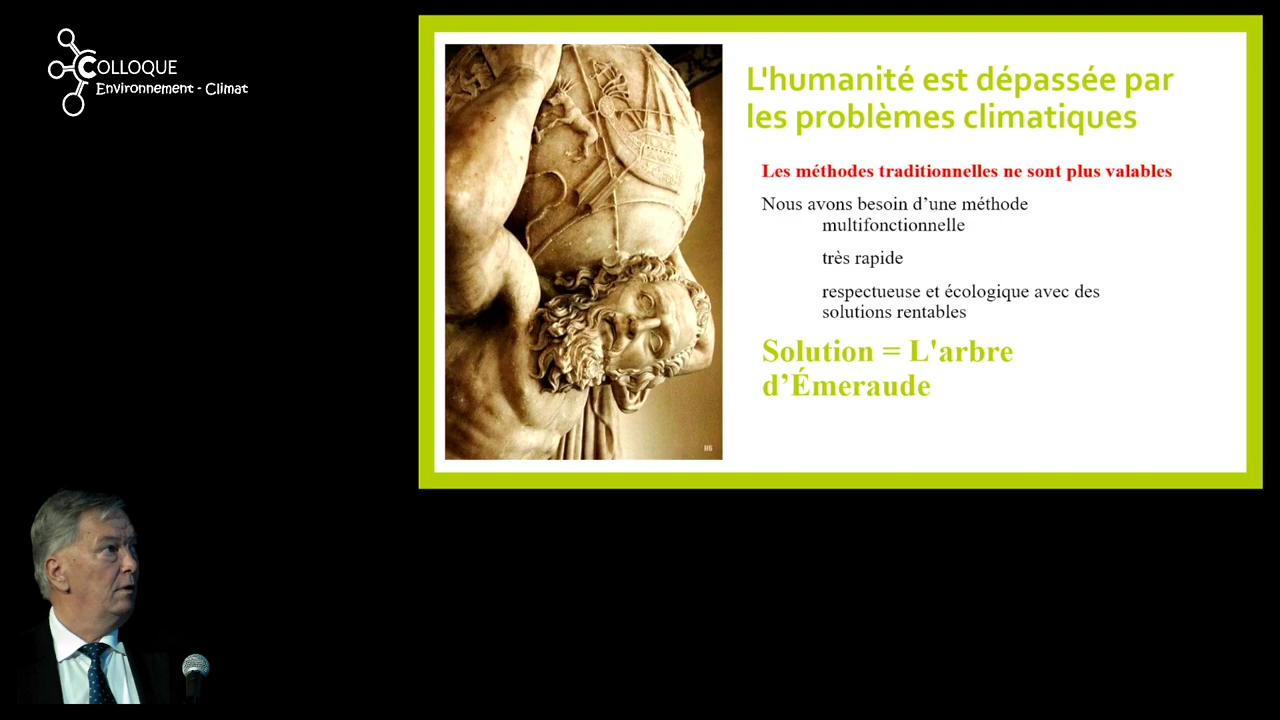 COLLOQUE
Environnement - Climat
L'humanité est dépassée par
les problèmes climatiques
Les méthodes traditionnelles ne sont plus valables
Nous avons besoin d’une méthode
multifonctionnelle
très rapide
respectueuse et écologique avec des
solutions rentables
Solution = L'arbre
d’Émeraude